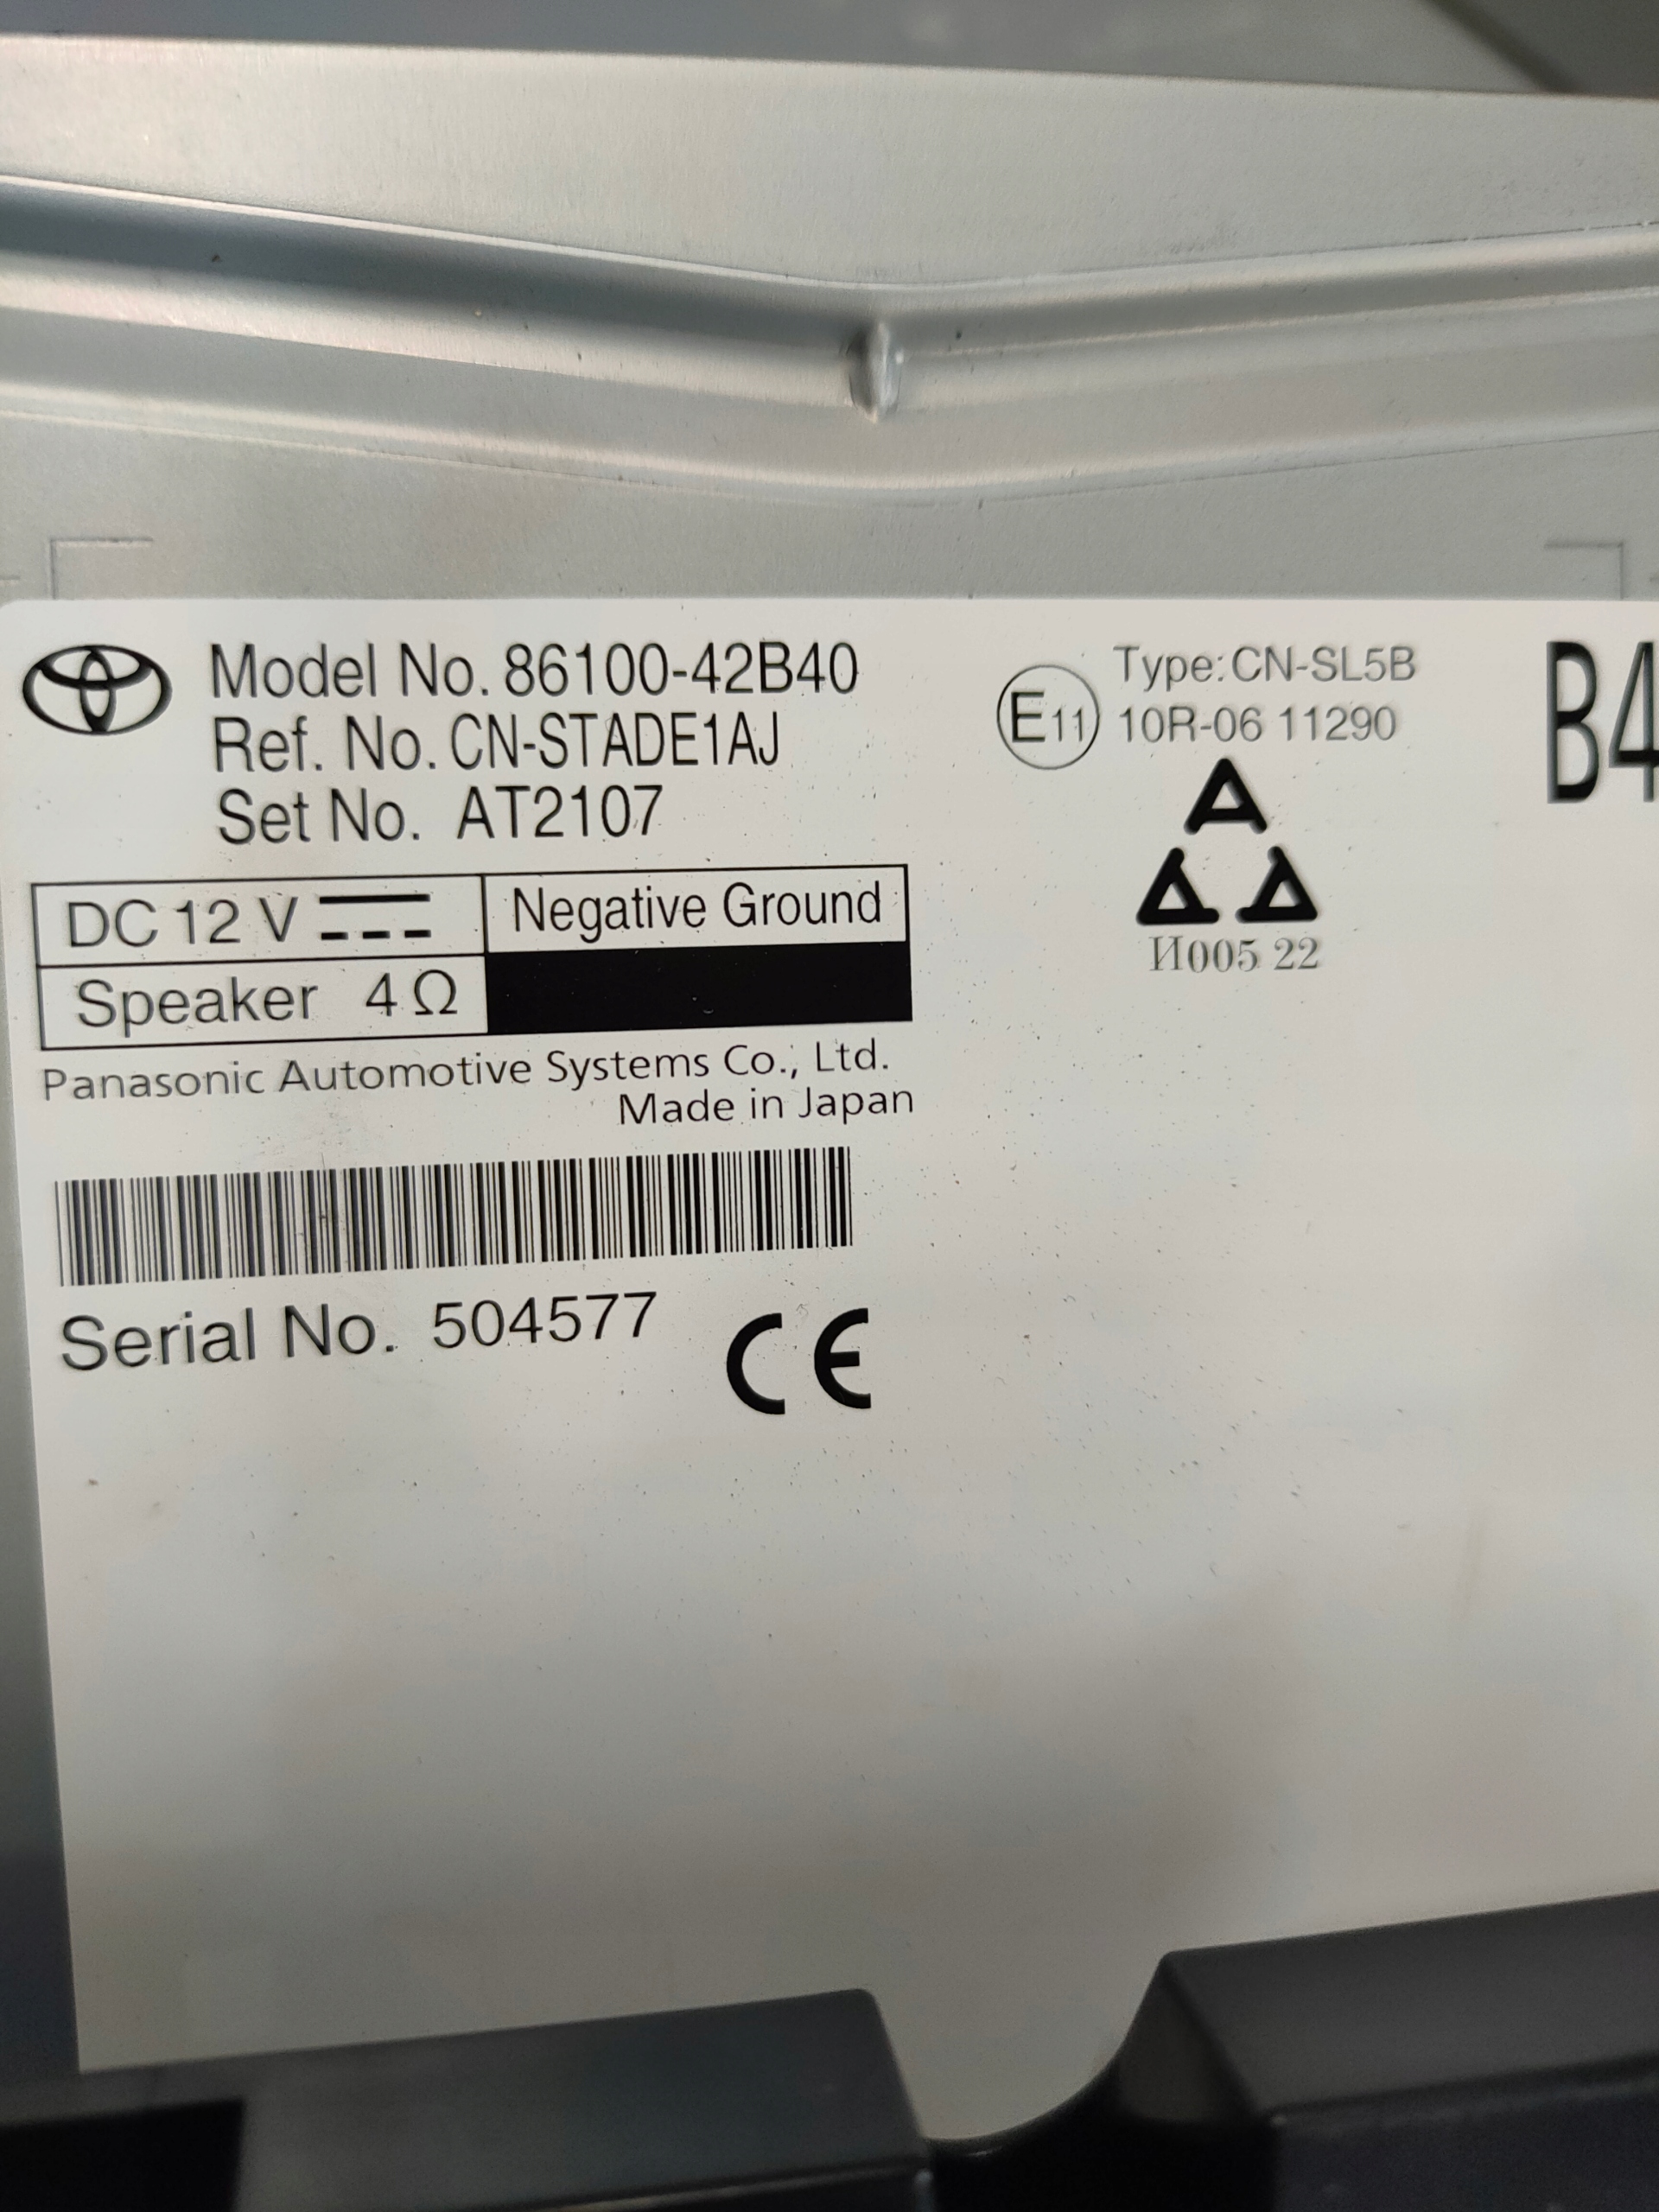 Model No. 86100-42B40
Ref. No. CN-STADE1AJ
Set No. AT2107
DC 12 V
Negative Ground
Speaker 4Ω
Panasonic Automotive Systems Co., Ltd.
Made in Japan
Serial No. 504577
CE
E11
Type:CN-SL5B
10R-06 11290
И005 22
B4